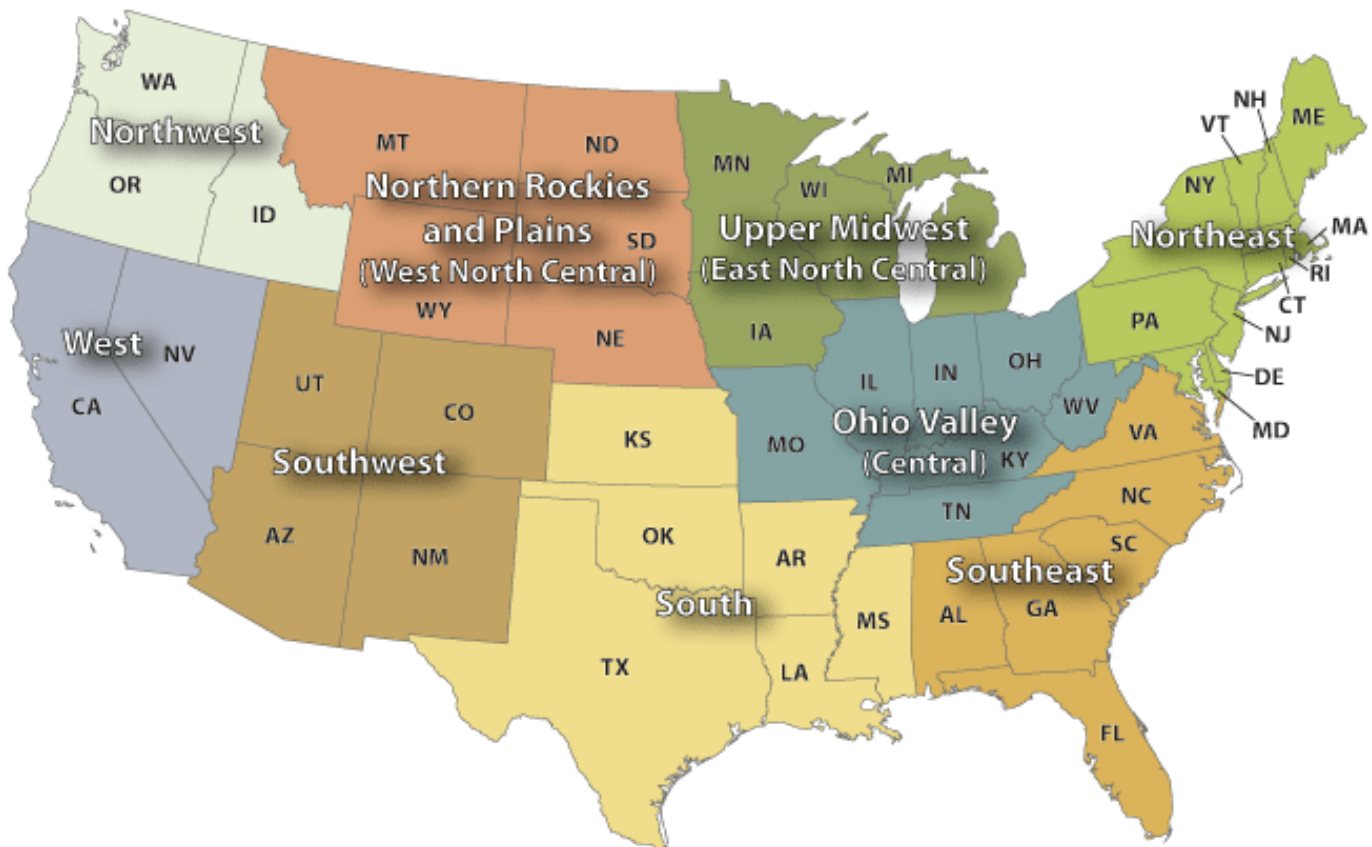 WA
Northwest
OR
ID
MT
ND
Northern Rockies
and Plains
(West North Central)
SD
WY
NE
MN
WI
MI
Upper Midwest
(East North Central)
IA
NH
VT
ME
NY
MA
Northeast
RI
CT
PA
NJ
DE
MD
West
NV
CA
UT
CO
Southwest
AZ
NM
KS
OK
AR
South
MS
TX
LA
IL
IN
OH
WV
Ohio Valley
(Central)
MO
KY
TN
VA
NC
SC
Southeast
AL
GA
FL